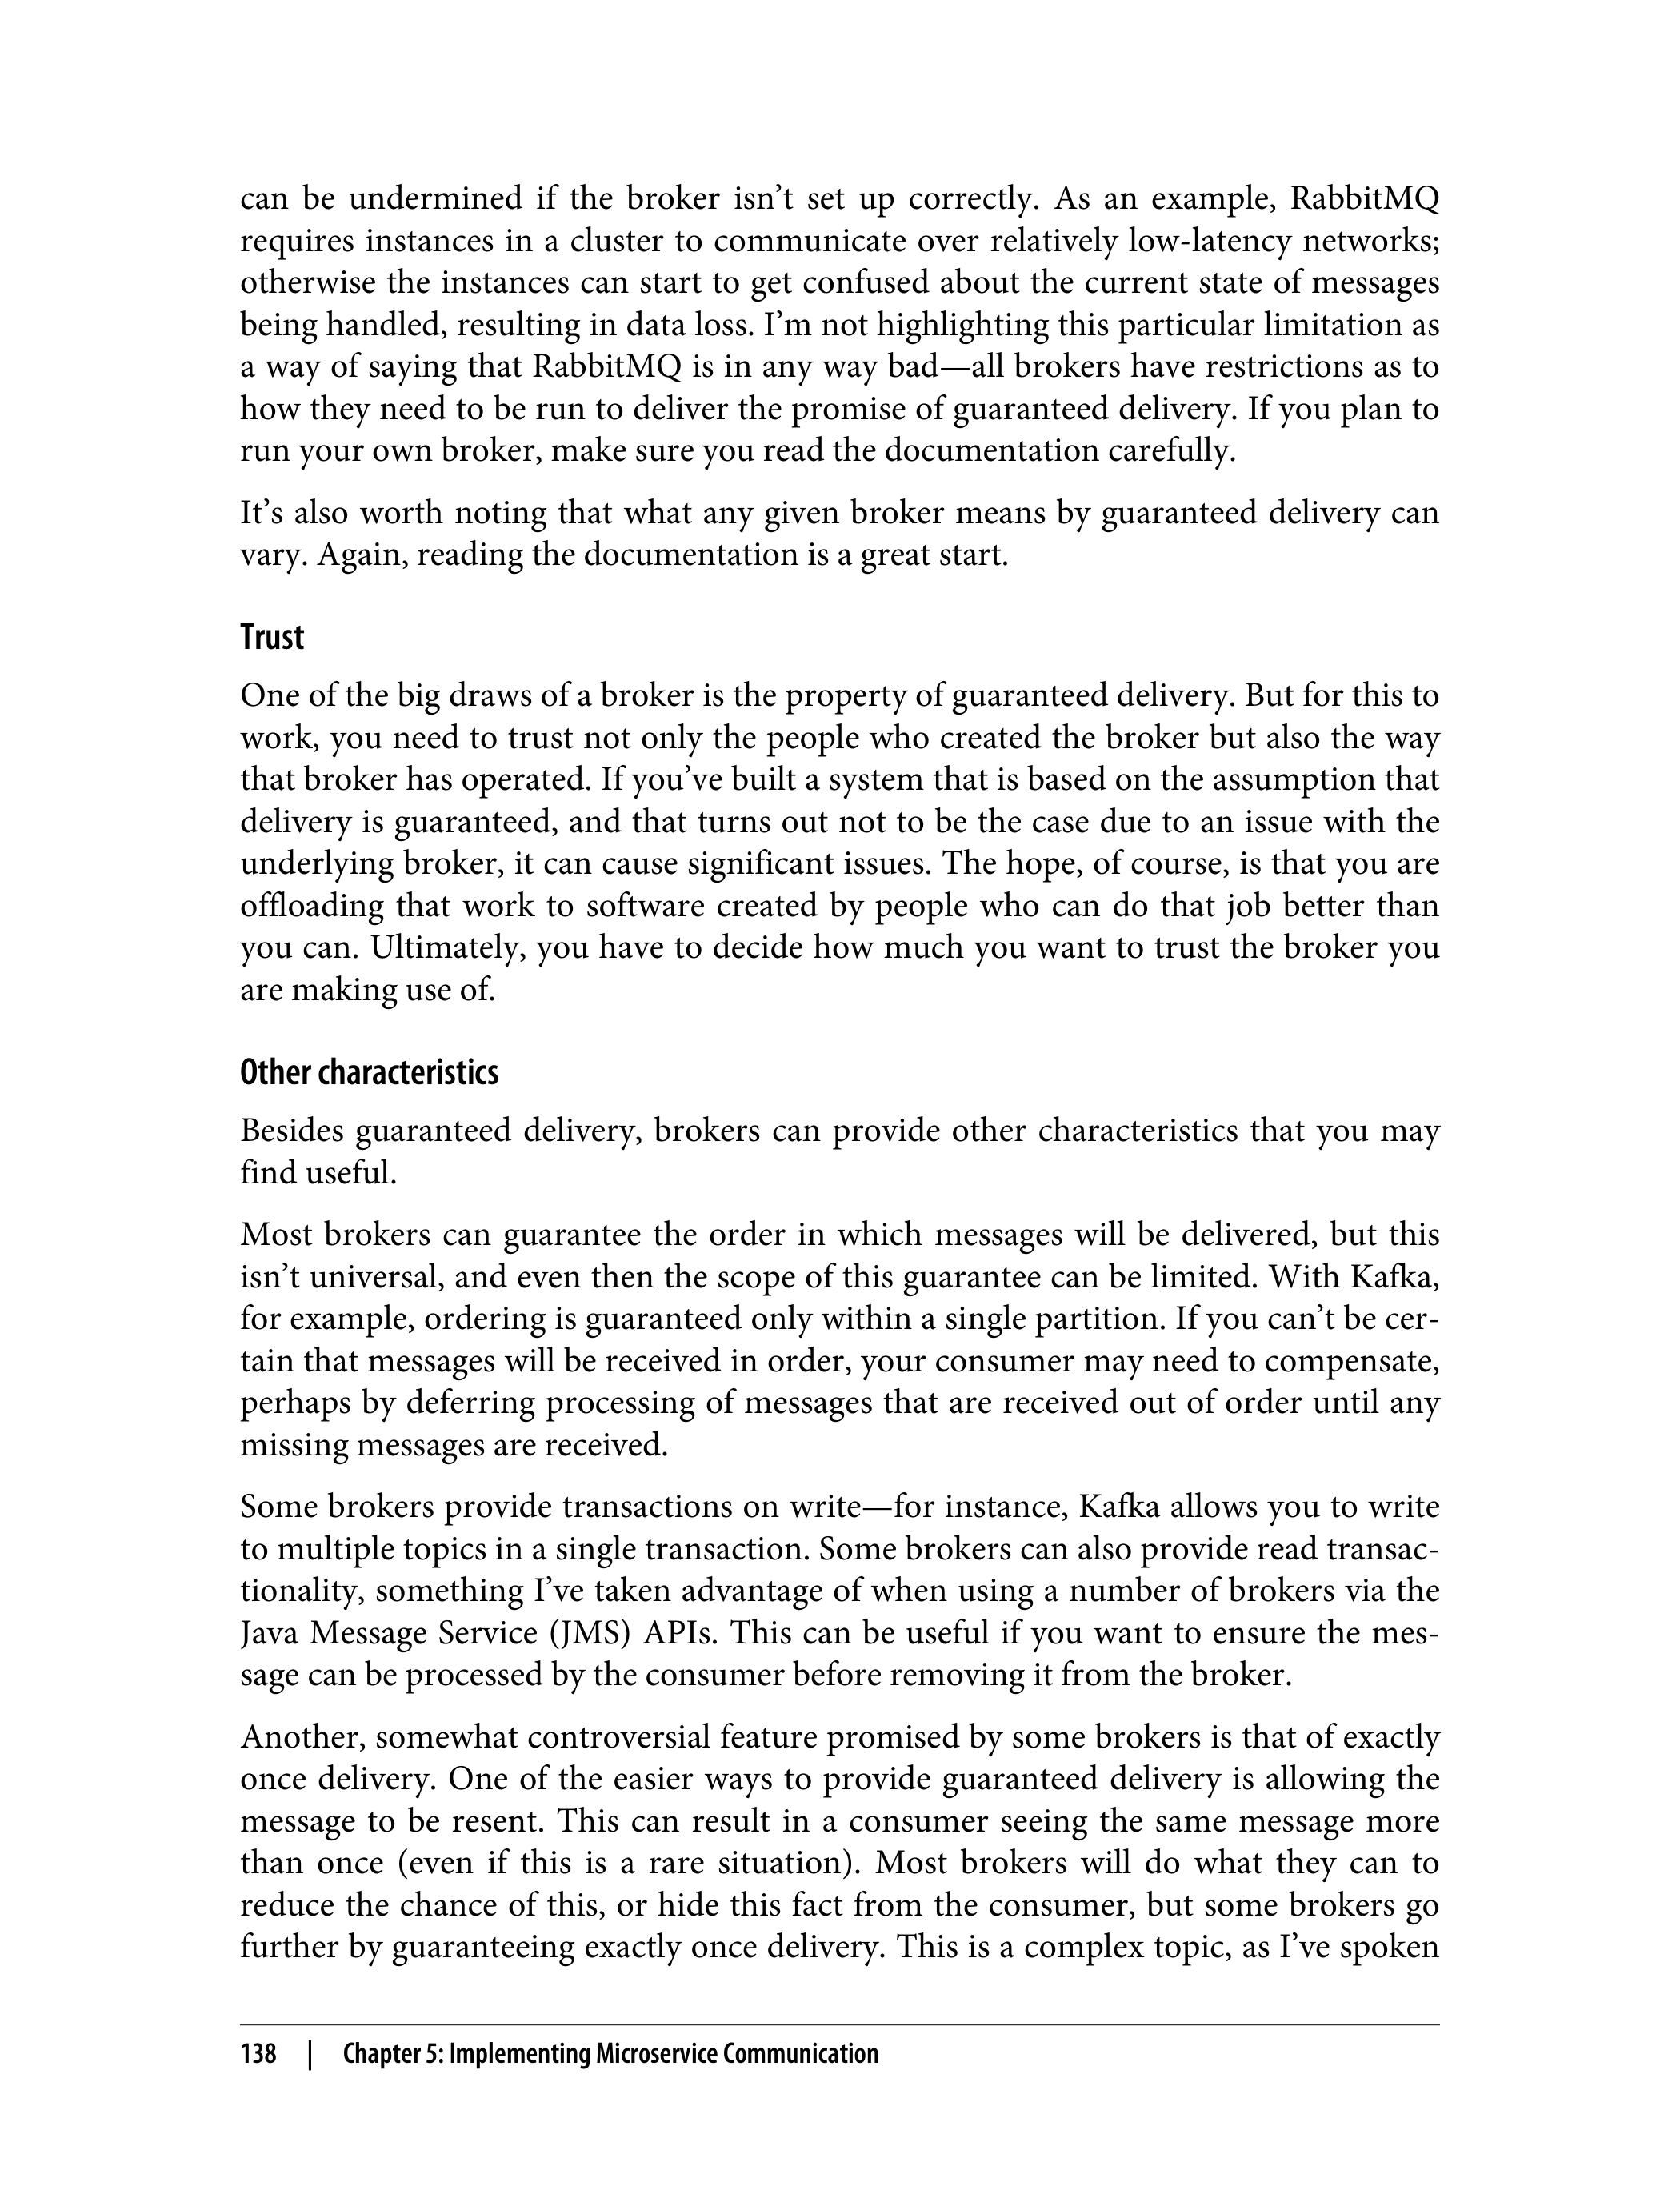 can be undermined if the broker isn't set up correctly. As an example, RabbitMQ
requires instances in a cluster to communicate over relatively low-latency networks;
otherwise the instances can start to get confused about the current state of messages
being handled, resulting in data loss. I'm not highlighting this particular limitation as
a way of saying that RabbitMQ is in any way bad—all brokers have restrictions as to
how they need to be run to deliver the promise of guaranteed delivery. If you plan to
run your own broker, make sure you read the documentation carefully.
It's also worth noting that what any given broker means by guaranteed delivery can
vary. Again, reading the documentation is a great start.
Trust
One of the big draws of a broker is the property of guaranteed delivery. But for this to
work, you need to trust not only the people who created the broker but also the way
that broker has operated. If you've built a system that is based on the assumption that
delivery is guaranteed, and that turns out not to be the case due to an issue with the
underlying broker, it can cause significant issues. The hope, of course, is that you are
offloading that work to software created by people who can do that job better than
you can. Ultimately, you have to decide how much you want to trust the broker you
are making use of.
Other characteristics
Besides guaranteed delivery, brokers can provide other characteristics that you may
find useful.
Most brokers can guarantee the order in which messages will be delivered, but this
isn't universal, and even then the scope of this guarantee can be limited. With Kafka,
for example, ordering is guaranteed only within a single partition. If you can't be cer-
tain that messages will be received in order, your consumer may need to compensate,
perhaps by deferring processing of messages that are received out of order until any
missing messages are received.
Some brokers provide transactions on write—for instance, Kafka allows you to write
to multiple topics in a single transaction. Some brokers can also provide read transac-
tionality, something I've taken advantage of when using a number of brokers via the
Java Message Service (JMS) APIs. This can be useful if you want to ensure the mes-
sage can be processed by the consumer before removing it from the broker.
Another, somewhat controversial feature promised by some brokers is that of exactly
once delivery. One of the easier ways to provide guaranteed delivery is allowing the
message to be resent. This can result in a consumer seeing the same message more
than once (even if this is a rare situation). Most brokers will do what they can to
reduce the chance of this, or hide this fact from the consumer, but some brokers go
further by guaranteeing exactly once delivery. This is a complex topic, as I've spoken
138 | Chapter 5: Implementing Microservice Communication